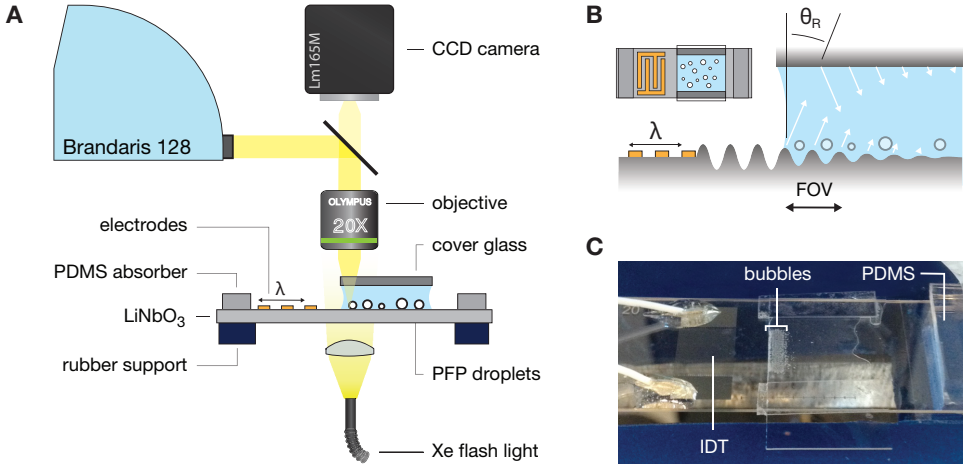 A
Lm165M
CCD camera
Brandaris 128
OLYMPUS
20X
objective
electrodes
cover glass
PDMS absorber
λ
LiNbO3
rubber support
PFP droplets
Xe flash light
B
θR
λ
FOV
C
bubbles
PDMS
20
IDT